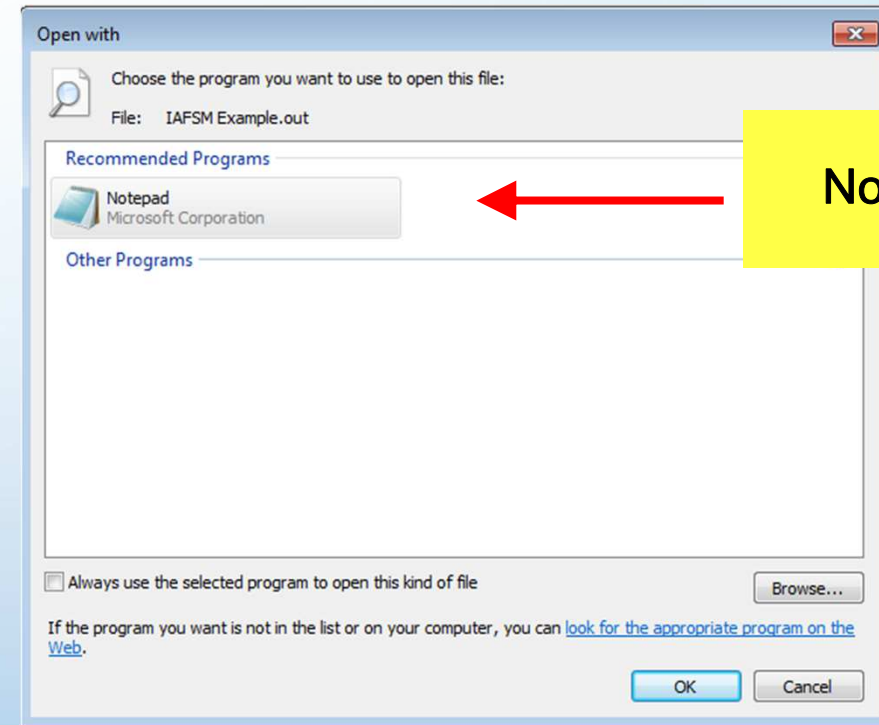 Open with
Choose the program you want to use to open this file:
File: IAFSM Example.out
Recommended Programs
Notepad
Microsoft Corporation
Other Programs
No
Always use the selected program to open this kind of file
Browse...
If the program you want is not in the list or on your computer, you can look for the appropriate program on the
Web.
OK
Cancel